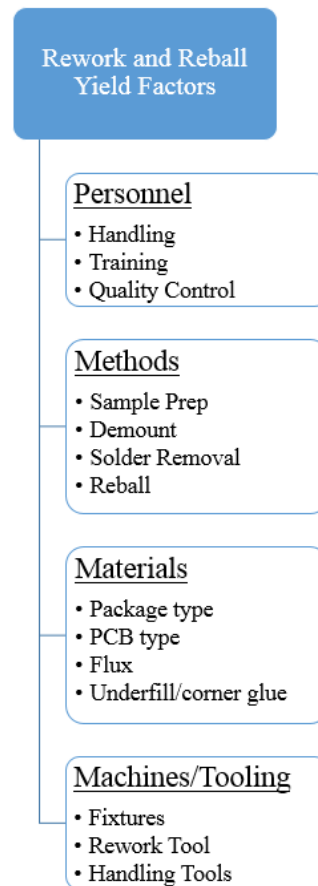 Rework and Reball
Yield Factors
Personnel
• Handling
• Training
• Quality Control
Methods
• Sample Prep
• Demount
• Solder Removal
• Reball
Materials
• Package type
• PCB type
• Flux
• Underfill/corner glue
Machines/Tooling
• Fixtures
• Rework Tool
• Handling Tools